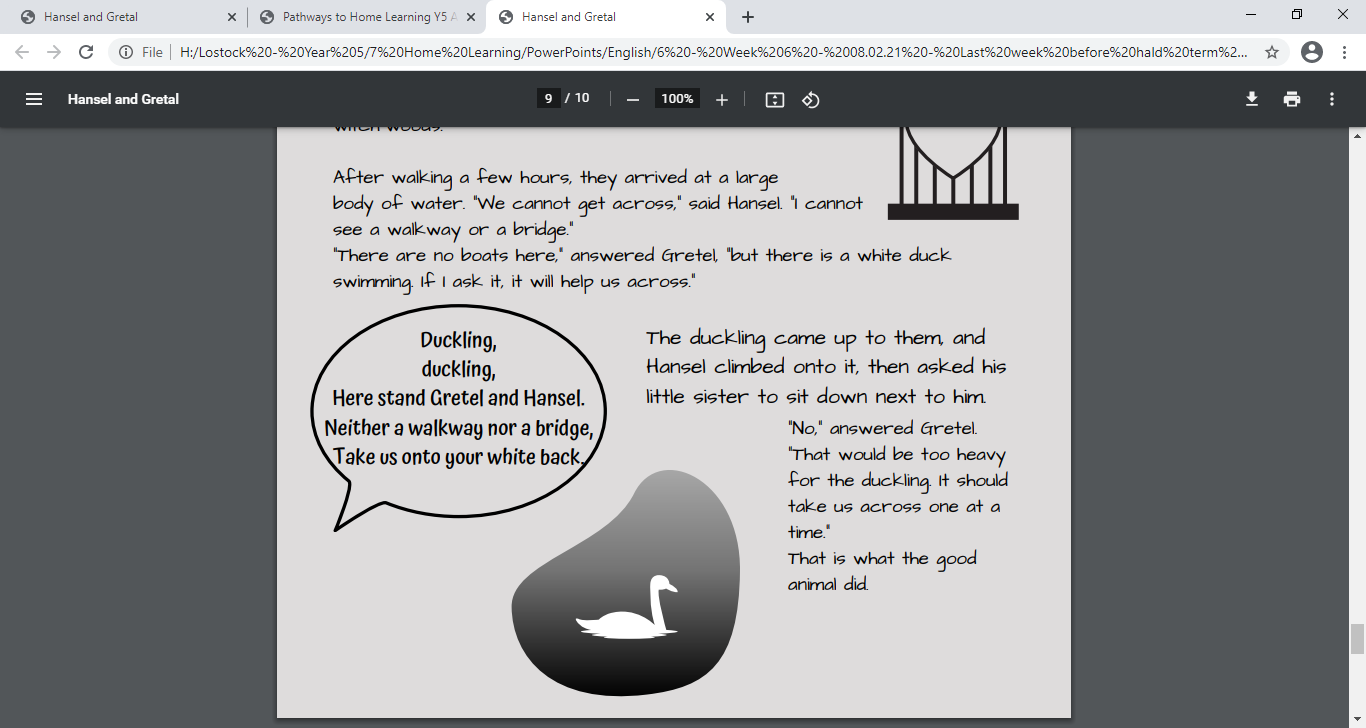 Hansel and Gretal
Pathways to Home Learning Y5 A
Hansel and Gretal
File
H:/Lostock%20-%20Year%205/7%20Home%20Learning/PowerPoints/English/6%20-%20Week%206%20-%2008.02.21%20-%20Last%20week%20before%20hald%20term%2...
Hansel and Gretal
9 / 10
100%
witch woods.
After walking a few hours, they arrived at a large
body of water. "We cannot get across," said Hansel. "I cannot
see a walkway or a bridge."
"There are no boats here," answered Gretel, "but there is a white duck
swimming. If I ask it, it will help us across."
Duckling,
duckling,
Here stand Gretel and Hansel.
Neither a walkway nor a bridge,
Take us onto your white back.
The duckling came up to them, and
Hansel climbed onto it, then asked his
little sister to sit down next to him.
"No," answered Gretel.
"That would be too heavy
for the duckling. It should
take us across one at a
time."
That is what the good
animal did.